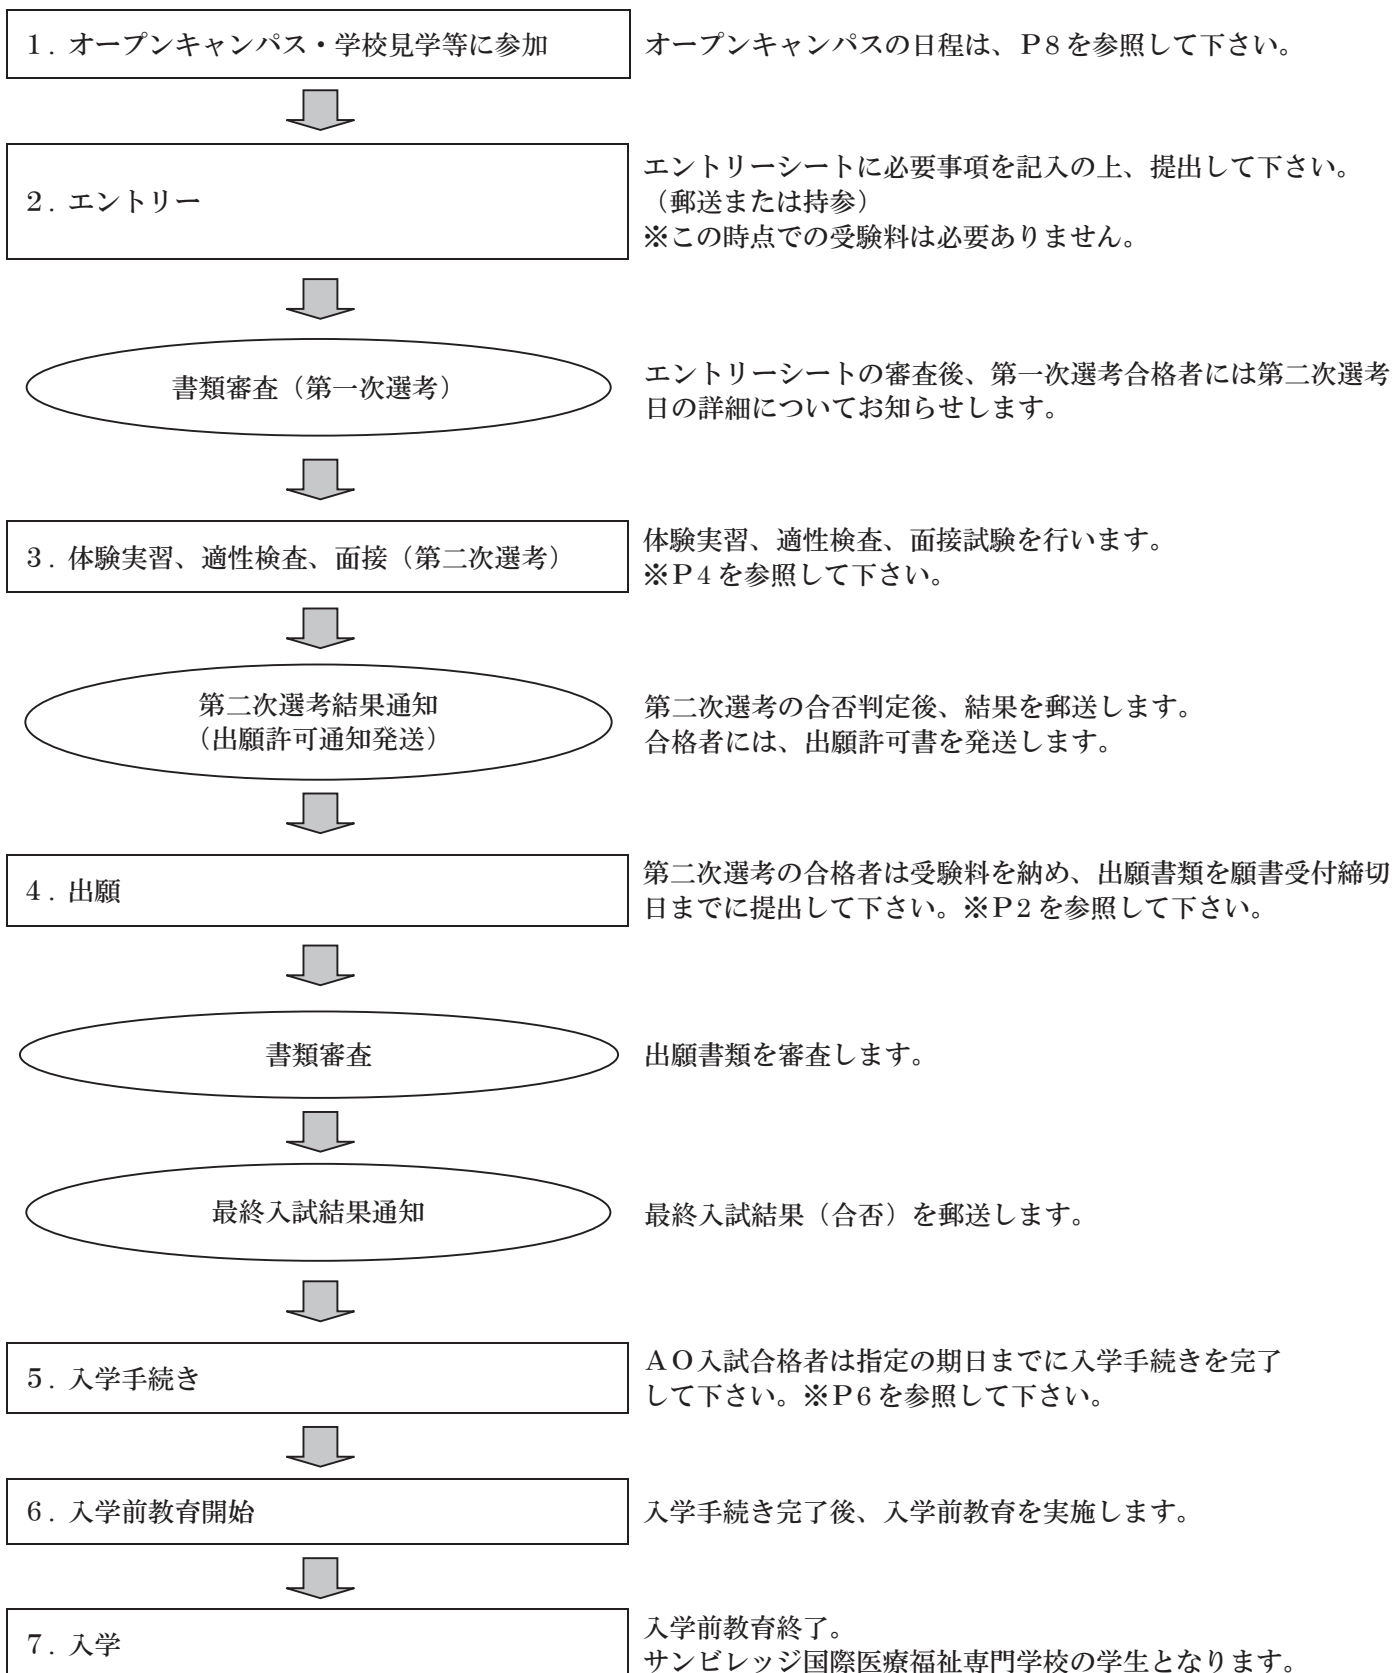 １. オープンキャンパス・学校見学等に参加
オープンキャンパスの日程は、Ｐ８を参照して下さい。
２. エントリー
エントリーシートに必要事項を記入の上、提出して下さい。
（郵送または持参）
※この時点での受験料は必要ありません。
書類審査（第一次選考）
エントリーシートの審査後、第一次選考合格者には第二次選考
日の詳細についてお知らせします。
３. 体験実習、適性検査、面接（第二次選考）
体験実習、適性検査、面接試験を行います。
※Ｐ４を参照して下さい。
第二次選考結果通知
（出願許可通知発送）
第二次選考の合否判定後、結果を郵送します。
合格者には、出願許可書を発送します。
４. 出願
第二次選考の合格者は受験料を納め、出願書類を願書受付締切
日までに提出して下さい。※Ｐ２を参照して下さい。
書類審査
出願書類を審査します。
最終入試結果通知
最終入試結果（合否）を郵送します。
５. 入学手続き
ＡＯ入試合格者は指定の期日までに入学手続きを完了
して下さい。※Ｐ６を参照して下さい。
６. 入学前教育開始
入学手続き完了後、入学前教育を実施します。
７. 入学
入学前教育終了。
サンビレッジ国際医療福祉専門学校の学生となります。